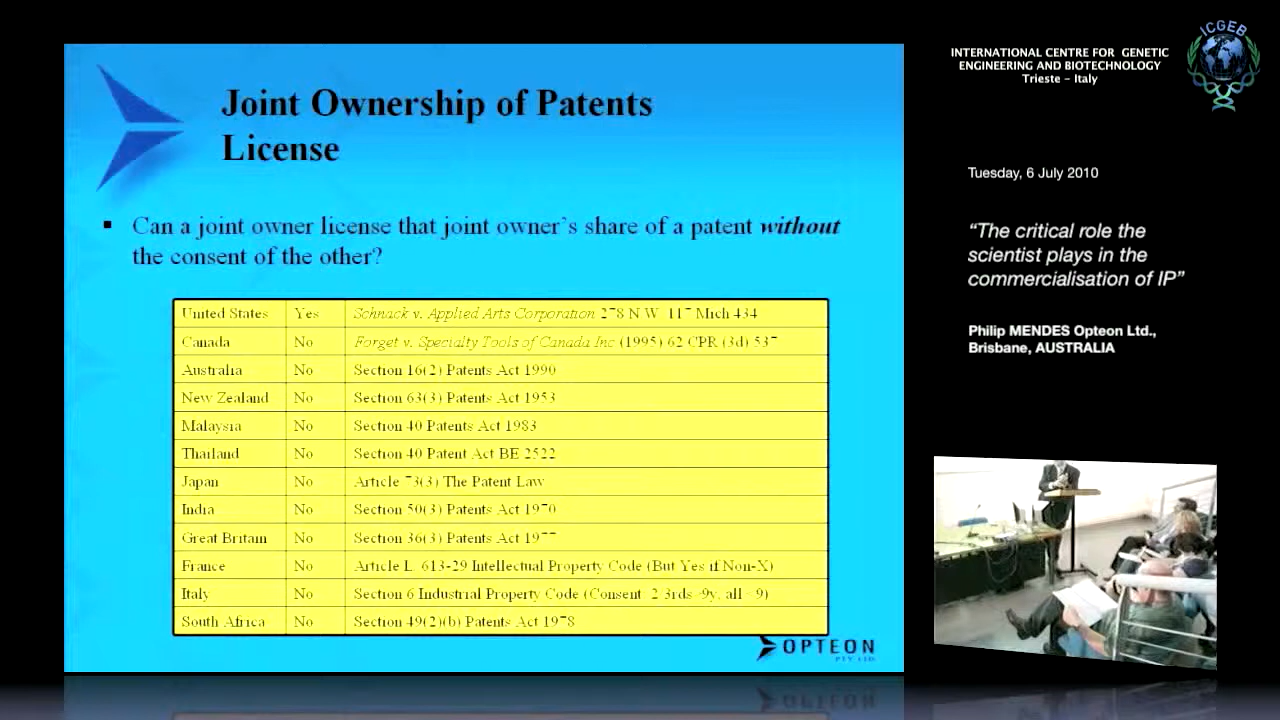 Joint Ownership of Patents
License
▪ Can a joint owner license that joint owner's share of a patent without
the consent of the other?
United States Yes Schnack v. Applied Arts Corporation 278 N W 117 Mich 434
Canada No Forget v. Specialty Tools of Canada Inc (1995) 62 CPR (3d) 537
Australia No Section 16(2) Patents Act 1990
New Zealand No Section 63(3) Patents Act 1953
Malaysia No Section 40 Patents Act 1983
Thailand No Section 40 Patent Act BE 2522
Japan No Article 73(3) The Patent Law
India No Section 50(3) Patents Act 1970
Great Britain No Section 36(3) Patents Act 1977
France No Article L 613-29 Intellectual Property Code (But Yes if Non-X)
Italy No Section 6 Industrial Property Code (Consent 2 3rds 9y, all 9)
South Africa No Section 49(2)(b) Patents Act 1978
OPTEON
PTY LTD
INTERNATIONAL CENTRE FOR GENETIC
ENGINEERING AND BIOTECHNOLOGY
Trieste - Italy
ICGEB
Tuesday, 6 July 2010
“The critical role the
scientist plays in the
commercialisation of IP”
Philip MENDES Opteon Ltd.,
Brisbane, AUSTRALIA